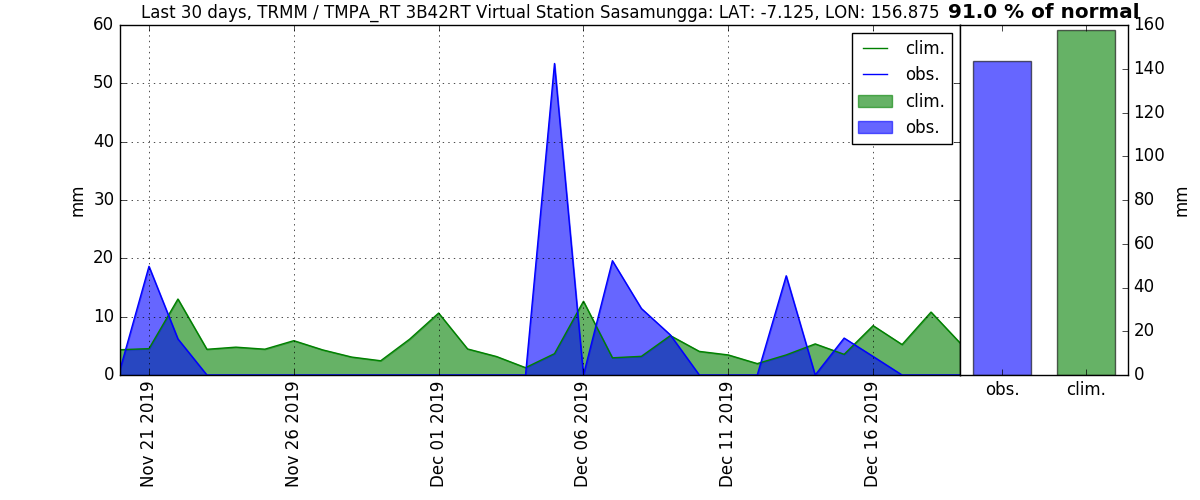 Last 30 days, TRMM / TMPA_RT 3B42RT Virtual Station Sasamungga: LAT: -7.125, LON: 156.875
91.0 % of normal
60
50
40
30
20
10
0
mm
clim.
obs.
clim.
obs.
160
140
120
100
80
60
40
20
0
mm
obs.
clim.
Nov 21 2019
Nov 26 2019
Dec 01 2019
Dec 06 2019
Dec 11 2019
Dec 16 2019